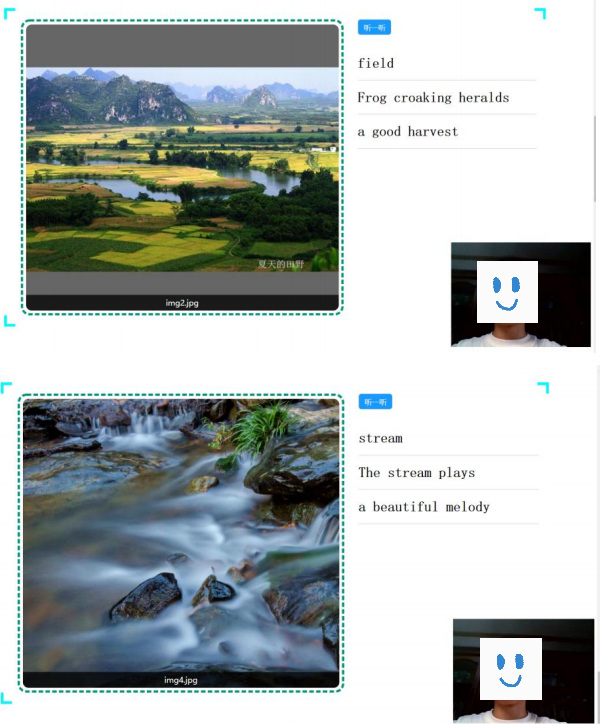 听一听
field
Frog croaking heralds
a good harvest
夏天的田野
img2.jpg
听一听
stream
The stream plays
a beautiful melody
img4.jpg